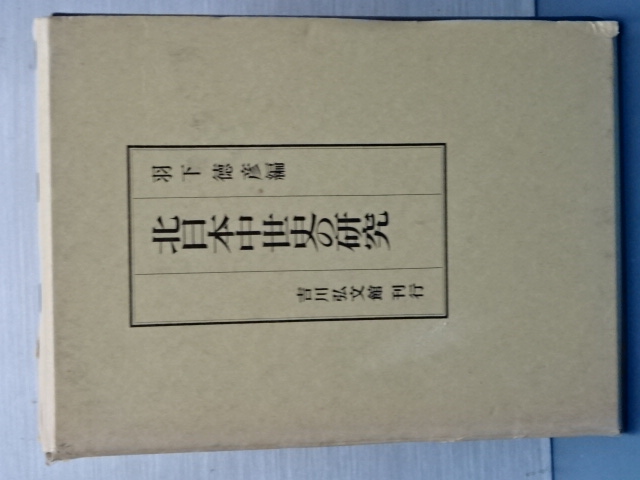 羽下徳彦編
北日本中世史の研究
吉川弘文館刊行